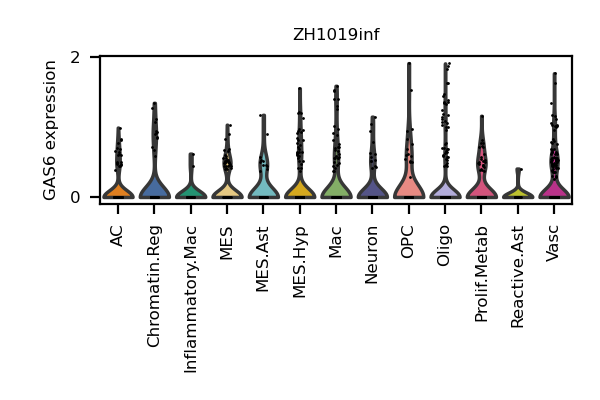 ZH1019inf
GAS6 expression
2
0
AC
Chromatin.Reg
Inflammatory.Mac
MES
MES.Ast
MES.Hyp
Mac
Neuron
OPC
Oligo
Prolif.Metab
Reactive.Ast
Vasc